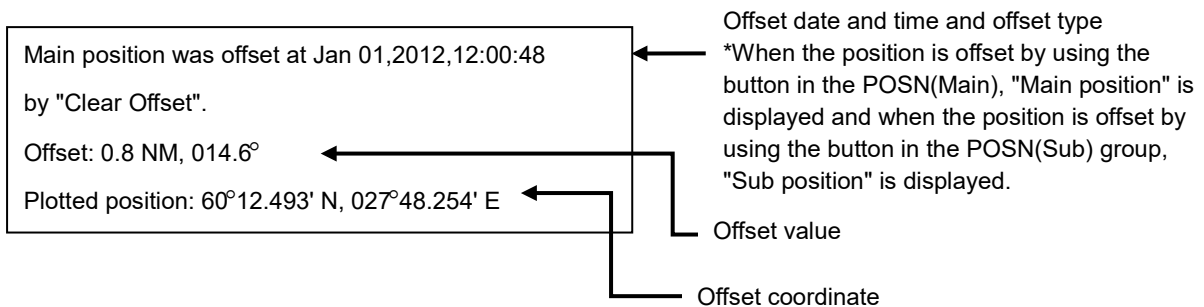 Main position was offset at Jan 01,2012,12:00:48
by "Clear Offset".
Offset: 0.8 NM, 014.6°
Plotted position: 60°12.493' N, 027°48.254' E
Offset date and time and offset type
*When the position is offset by using the
button in the POSN(Main), "Main position" is
displayed and when the position is offset by
using the button in the POSN(Sub) group,
"Sub position" is displayed.
Offset value
Offset coordinate